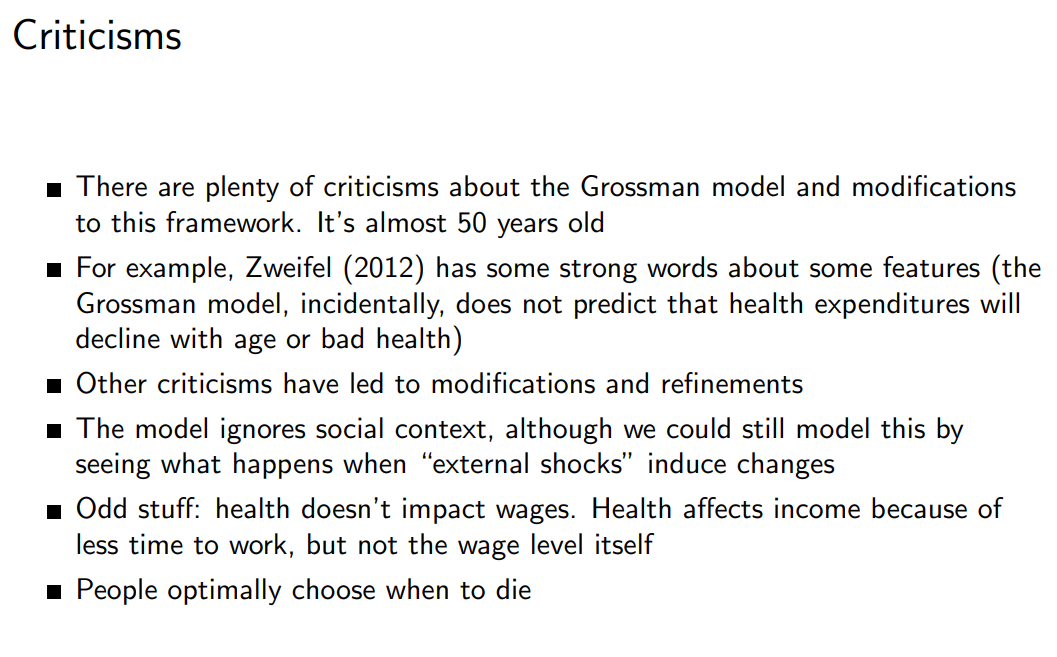 Criticisms
There are plenty of criticisms about the Grossman model and modifications
to this framework. It's almost 50 years old
For example, Zweifel (2012) has some strong words about some features (the
Grossman model, incidentally, does not predict that health expenditures will
decline with age or bad health)
Other criticisms have led to modifications and refinements
The model ignores social context, although we could still model this by
seeing what happens when “external shocks” induce changes
Odd stuff: health doesn't impact wages. Health affects income because of
less time to work, but not the wage level itself
People optimally choose when to die